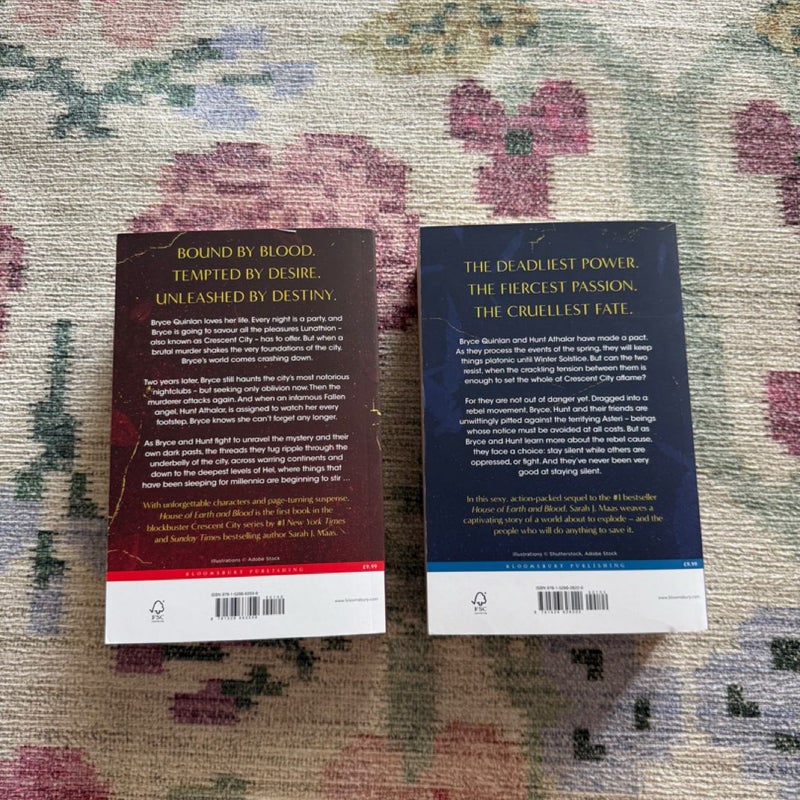 BOUND BY BLOOD.
TEMPTED BY DESIRE.
UNLEASHED BY DESTINY.
Bryce Quinlan loves her life. Every night is a party, and
Bryce is going to savour all the pleasures Lunathion –
also known as Crescent City – has to offer. But when a
brutal murder shakes the very foundations of the city,
Bryce's world comes crashing down.
Two years later, Bryce still haunts the city's most notorious
nightclubs – but seeking only oblivion now. Then the
murderer attacks again. And when an infamous Fallen
angel, Hunt Athalar, is assigned to watch her every
footstep, Bryce knows she can't forget any longer.
As Bryce and Hunt fight to unravel the mystery and their
own dark pasts, the threads they tug ripple through the
underbelly of the city across warring continents and
down to the deepest levels of Hel, where things that
have been sleeping for millennia are beginning to stir ...
With unforgettable characters and page-turning suspense,
House of Earth and Blood is the first book in the
blockbuster Crescent City series by #1 New York Times
and Sunday Times bestselling author Sarah J. Maas.
Illustrations © Adobe Stock
BLOOMSBURY PUBLISHING
£9.99
FSC
www.bloomsbury.com
THE DEADLIEST POWER.
THE FIERCEST PASSION.
THE CRUELLEST FATE.
Bryce Quinlan and Hunt Athalar have made a pact.
As they process the events of the spring, they will keep
things platonic until Winter Solstice. But can the two
resist, when the crackling tension between them is
enough to set the whole of Crescent City aflame?
For they are not out of danger yet. Dragged into a
rebel movement, Bryce, Hunt and their friends are
unwittingly pitted against the terrifying Asteri – beings
whose notice must be avoided at all costs. But as
Bryce and Hunt learn more about the rebel cause,
they face a choice: stay silent while others are
oppressed, or fight. And they've never been very
good at staying silent.
In this sexy, action-packed sequel to the #1 bestseller
House of Earth and Blood, Sarah J. Maas weaves a
captivating story of a world about to explode – and the
people who will do anything to save it.
Illustrations © Shutterstock, Adobe Stock
BLOOMSBURY PUBLISHING
£9.99
FSC
www.bloomsbury.com